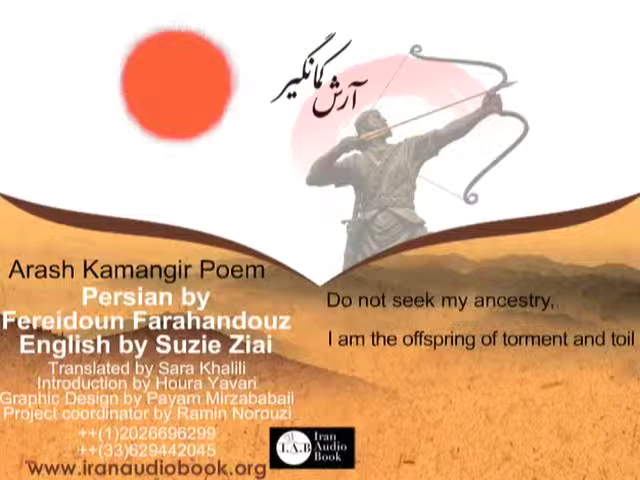 آرش کمانگیر
Arash Kamangir Poem
Persian by
Fereidoun Farahandouz
English by Suzie Ziai
Translated by Sara Khalili
Introduction by Houra Yavari
Graphic Design by Payam Mirzababaii
Project coordinator by Ramin Norouzi
++(1)2026696299
++(33)629442045
www.iranaudiobook.org
Do not seek my ancestry,
I am the offspring of torment and toil
I.A.B
Iran
Audio
Book